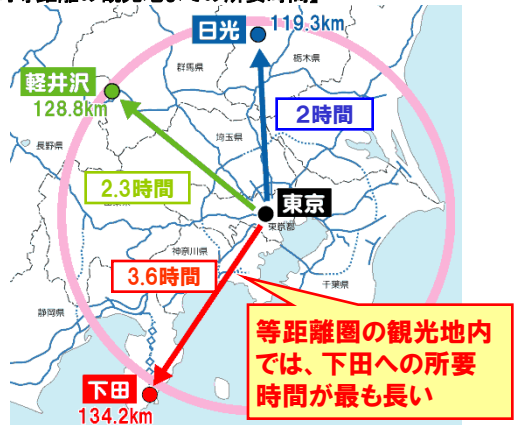 日光
119.3km
群馬県
栃木県
軽井沢
128.8km
2時間
埼玉県
長野県
2.3時間
東京
東京都
神奈川県
3.6時間
千葉県
静岡県
等距離圏の観光地内
では、下田への所要
時間が最も長い
下田
134.2km